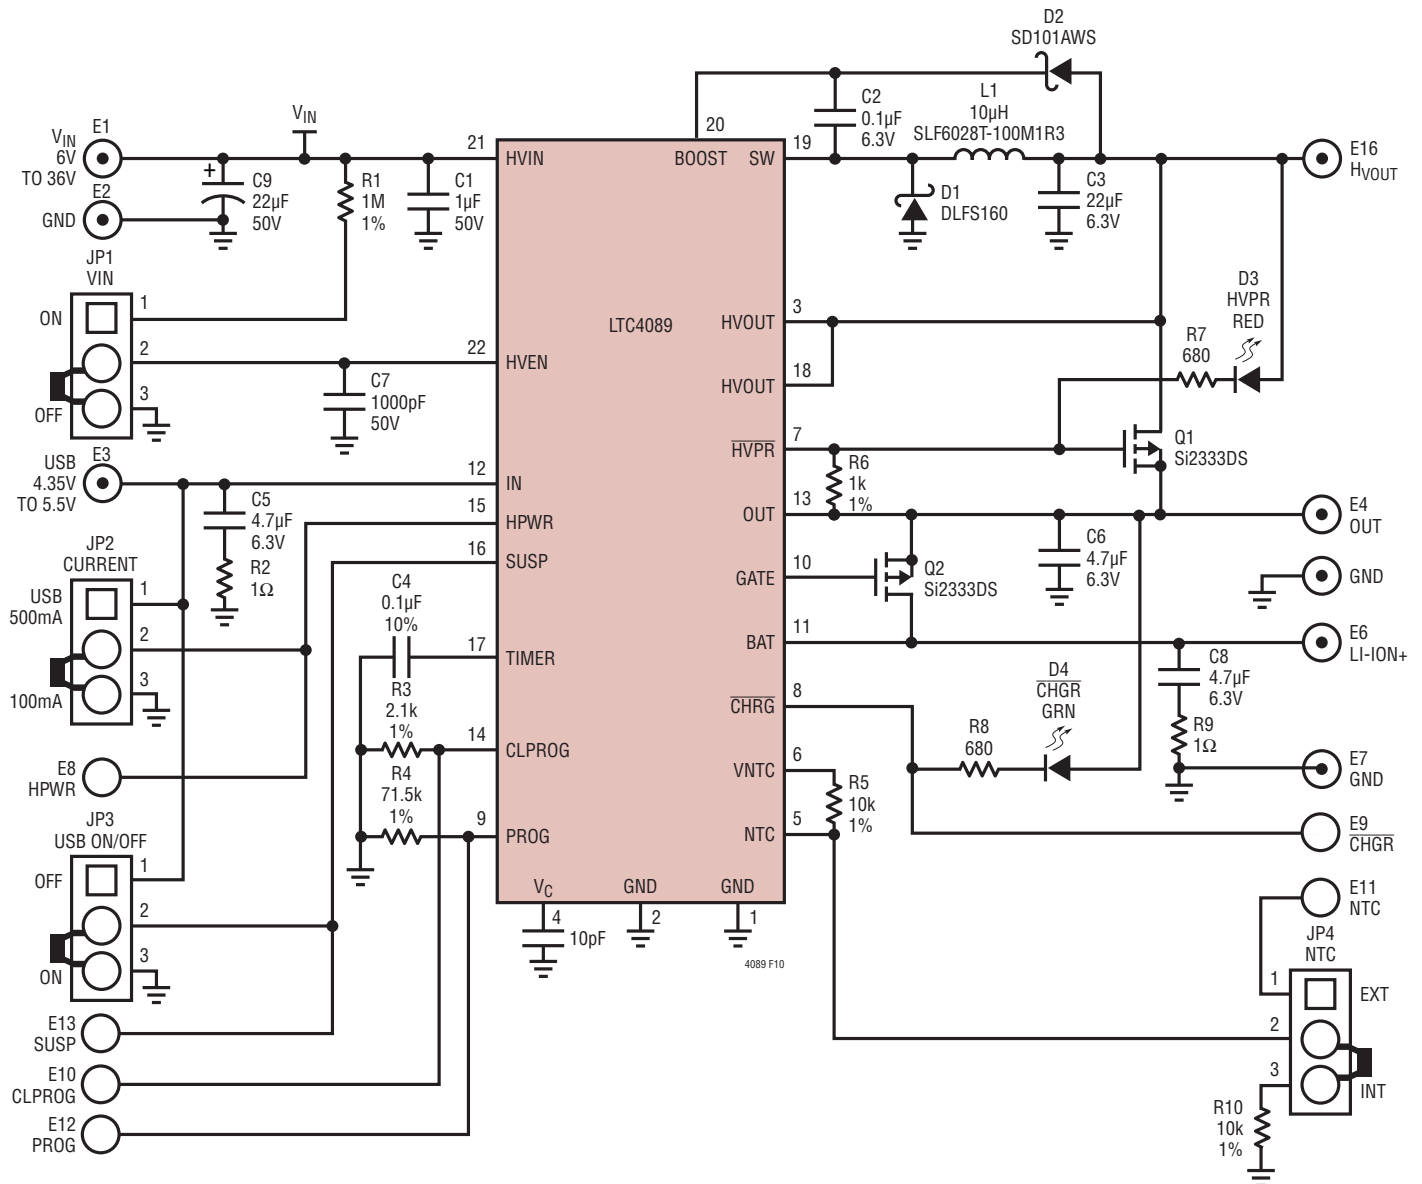 D2
SD101AWS
C2
0.1µF
6.3V
L1
10µH
SLF6028T-100M1R3
VIN
6V
TO 36V
E1
VIN
C9
22µF
50V
+
R1
1M
1%
C1
1µF
50V
E2
GND
21
HVIN
20
BOOST
SW
19
D1
DLFS160
C3
22µF
6.3V
E16
HVOUT
JP1
VIN
ON
1
2
3
OFF
22
HVEN
C7
1000pF
50V
LTC4089
HVOUT
3
HVOUT
18
D3
HVPR
RED
R7
680
HVPR
7
Q1
Si2333DS
R6
1k
1%
E3
USB
4.35V
TO 5.5V
12
IN
15
HPWR
16
SUSP
C5
4.7µF
6.3V
R2
1Ω
OUT
13
E4
OUT
C6
4.7µF
6.3V
GATE
10
Q2
Si2333DS
GND
BAT
11
E6
LI-ION+
JP2
CURRENT
USB
500mA
1
2
3
100mA
C4
0.1µF
10%
17
TIMER
R3
2.1k
1%
14
CLPROG
R4
71.5k
1%
9
PROG
C8
4.7µF
6.3V
R9
1Ω
CHRG
8
D4
CHGR
GRN
R8
680
VNTC
6
R5
10k
1%
NTC
5
E7
GND
E9
CHGR
E8
HPWR
JP3
USB ON/OFF
OFF
1
2
3
ON
VC
4
10pF
GND
2
GND
1
4089 F10
E11
NTC
JP4
NTC
1
EXT
2
3
INT
R10
10k
1%
E13
SUSP
E10
CLPROG
E12
PROG